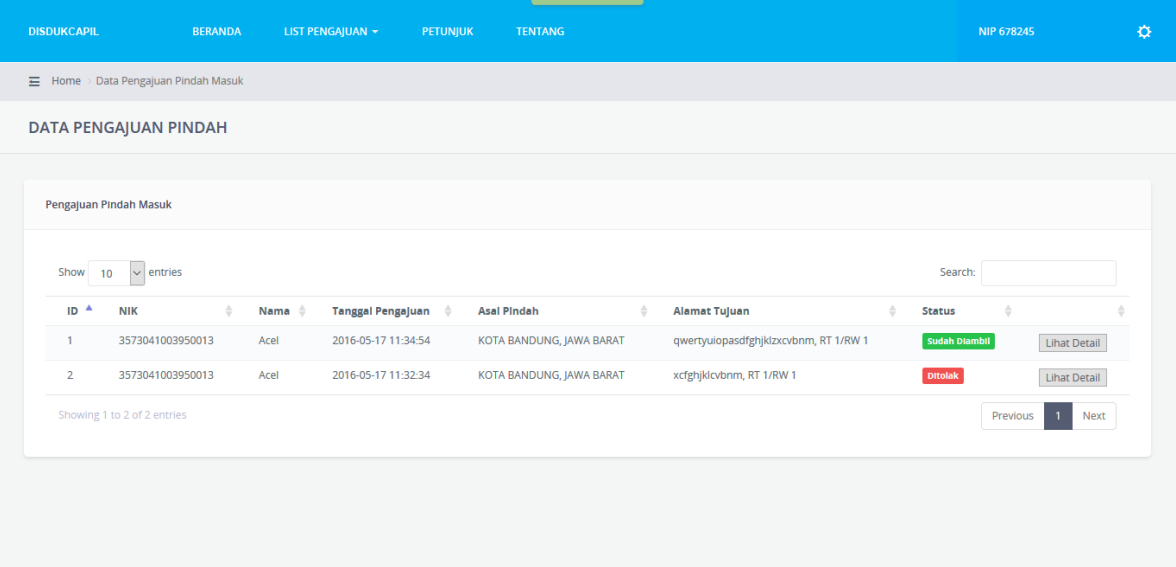 DISDUKCAPIL BERANDA LIST PENGAJUAN PETUNJUK TENTANG NIP 678245
Home Data Pengajuan Pindah Masuk
DATA PENGAJUAN PINDAH
Pengajuan Pindah Masuk
Show 10 entries Search:
ID NIK Nama Tanggal Pengajuan Asal Pindah Alamat Tujuan Status
1 3573041003950013 Acel 2016-05-17 11:34:54 KOTA BANDUNG, JAWA BARAT qwertyuiopasdfghjklzxcvbnm, RT 1/RW 1 Sudah Diambil Lihat Detail
2 3573041003950013 Acel 2016-05-17 11:32:34 KOTA BANDUNG, JAWA BARAT xcfghjklcvbnm, RT 1/RW 1 Ditolak Lihat Detail
Showing 1 to 2 of 2 entries Previous 1 Next